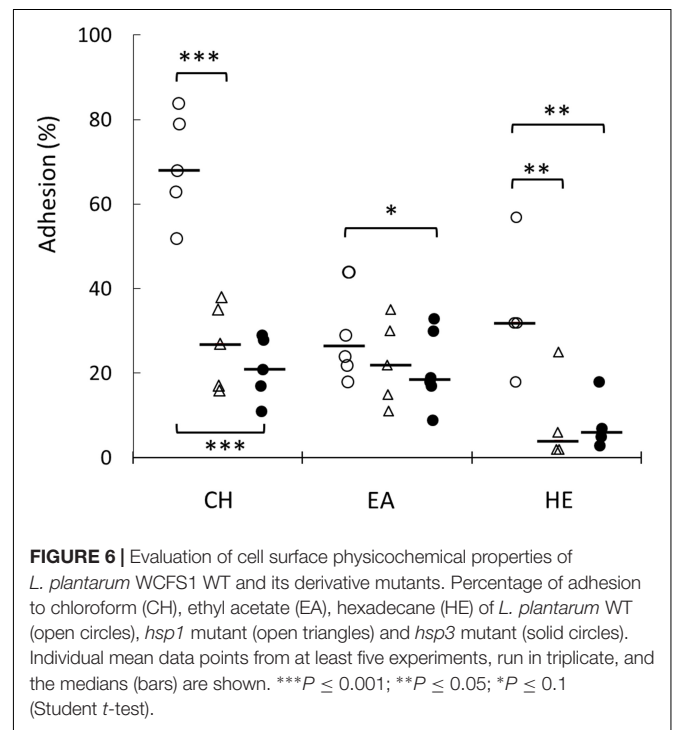 100
80
60
40
20
0
Adhesion (%)
***
***
*
**
**
CH EA HE
FIGURE 6 | Evaluation of cell surface physicochemical properties of
L. plantarum WCFS1 WT and its derivative mutants. Percentage of adhesion
to chloroform (CH), ethyl acetate (EA), hexadecane (HE) of L. plantarum WT
(open circles), hsp1 mutant (open triangles) and hsp3 mutant (solid circles).
Individual mean data points from at least five experiments, run in triplicate, and
the medians (bars) are shown. ***P ≤ 0.001; **P ≤ 0.05; *P ≤ 0.1
(Student t-test).